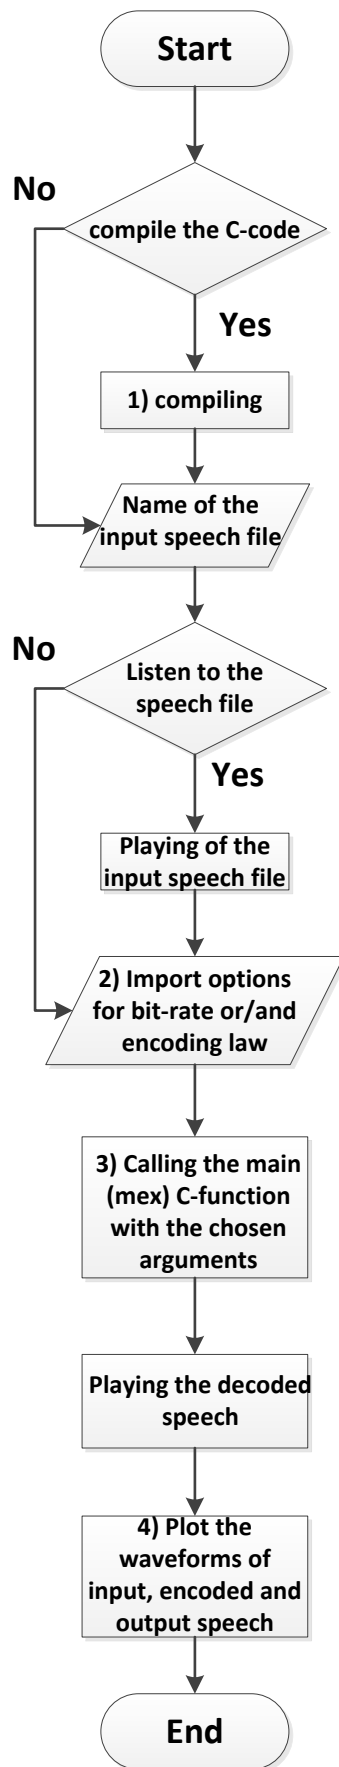 Start
No
compile the C-code
Yes
1) compiling
Name of the
input speech file
No
Listen to the
speech file
Yes
Playing of the
input speech file
2) Import options
for bit-rate or/and
encoding law
3) Calling the main
(mex) C-function
with the chosen
arguments
Playing the decoded
speech
4) Plot the
waveforms of
input, encoded and
output speech
End